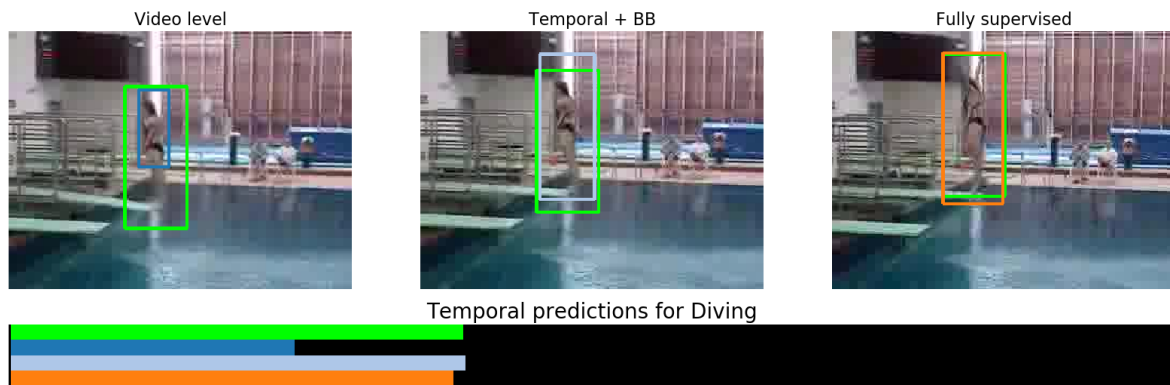 Video level
Temporal + BB
Fully supervised
Temporal predictions for Diving